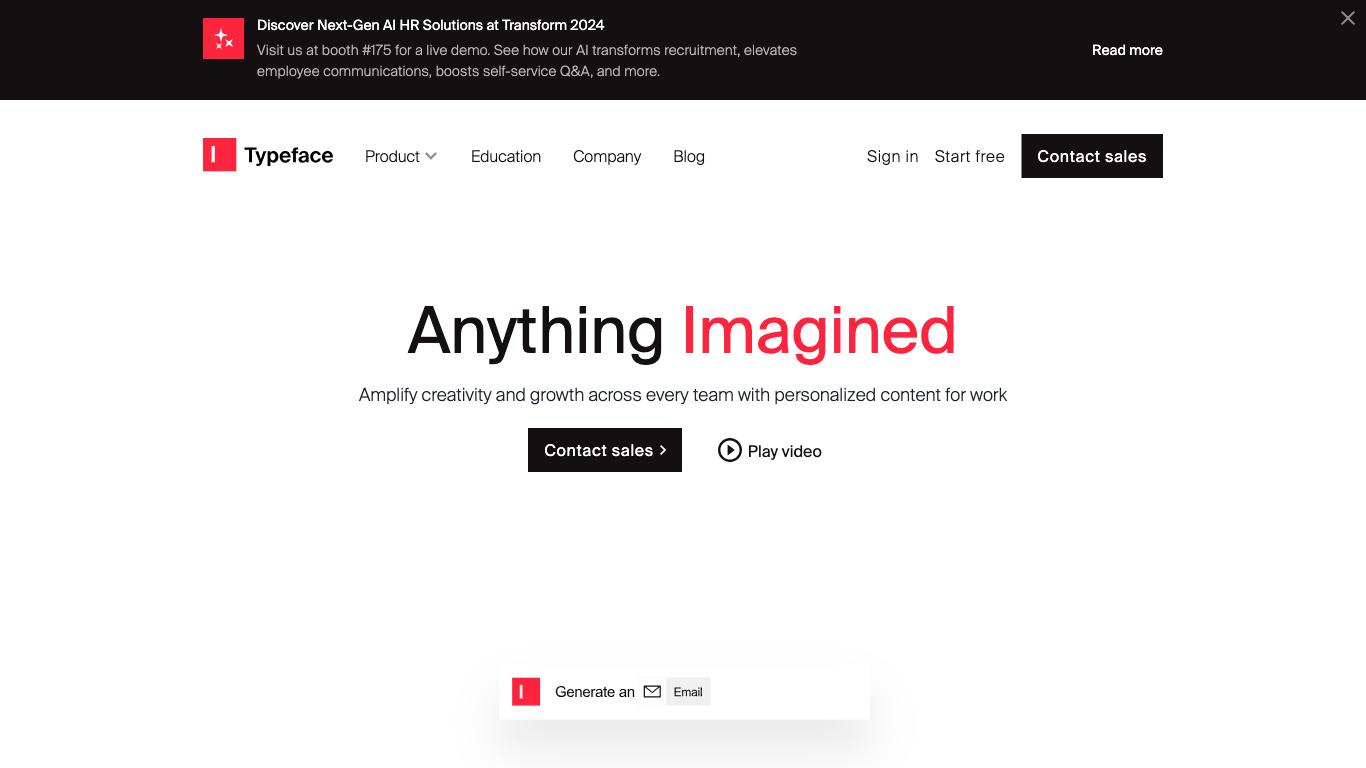 Discover Next-Gen AI HR Solutions at Transform 2024
Visit us at booth #175 for a live demo. See how our AI transforms recruitment, elevates
employee communications, boosts self-service Q&A, and more.
Read more
Typeface
Product
Education
Company
Blog
Sign in
Start free
Contact sales
Anything Imagined
Amplify creativity and growth across every team with personalized content for work
Contact sales
Play video
Generate an Email